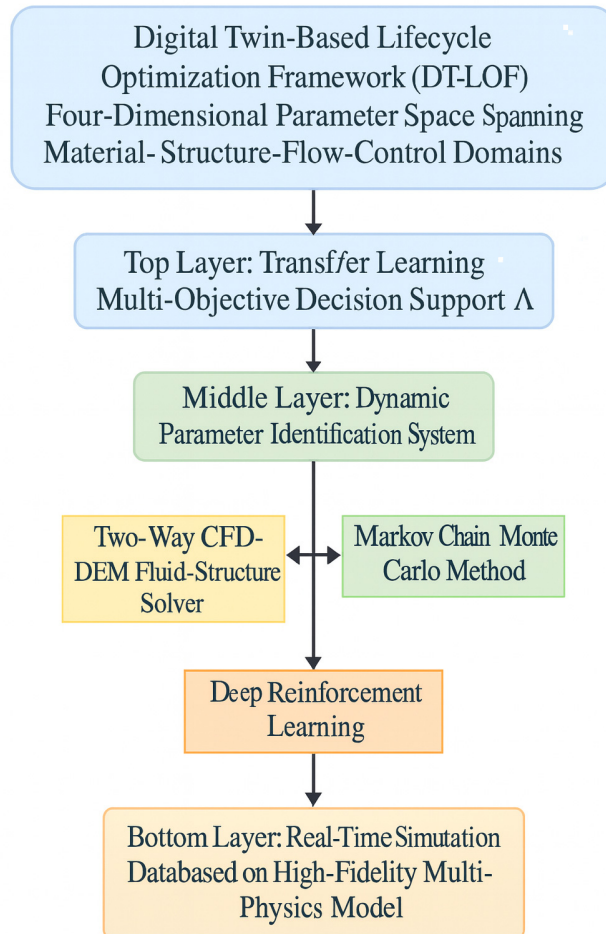 Digital Twin-Based Lifecycle
Optimization Framework (DT-LOF)
Four-Dimensional Parameter Space Spanning
Material-Structure-Flow-Control Domains
Top Layer: Transfer Learning
Multi-Objective Decision Support Λ
Middle Layer: Dynamic
Parameter Identification System
Two-Way CFD-
DEM Fluid-Structure
Solver
Markov Chain Monte
Carlo Method
Deep Reinforcement
Learning
Bottom Layer: Real-Time Simutation
Databased on High-Fidelity Multi-
Physics Model